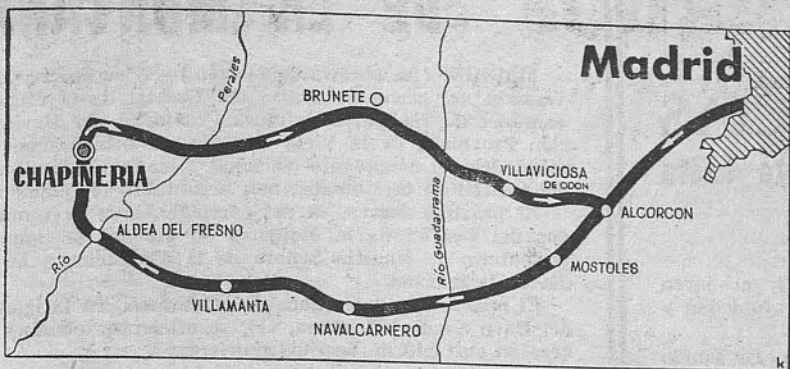 Madrid
Perales
BRUNETE
CHAPINERIA
VILLAVICIOSA
DE ODON
ALCORCON
ALDEA DEL FRESNO
Río Guadarrama
MOSTOLES
Río
VILLAMANTA
NAVALCARNERO
k